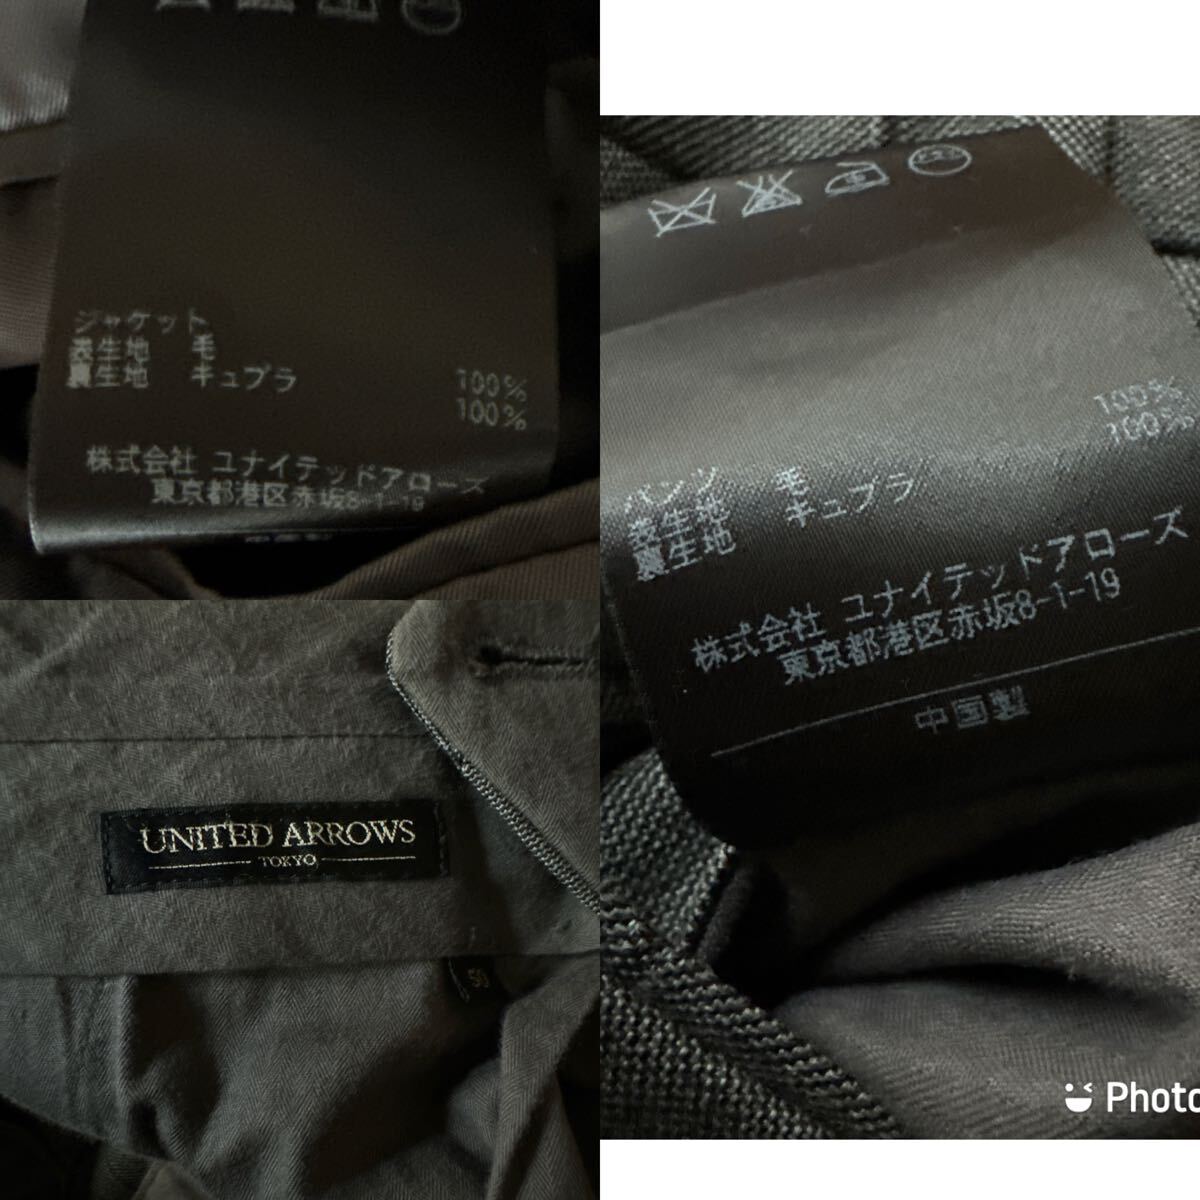 ジャケット
表生地 毛
裏生地 キュプラ
100%
100%
株式会社 ユナイテッドアローズ
東京都港区赤坂8-1-19
中国製
パンツ
表生地 毛
裏生地 キュプラ
100%
100%
株式会社 ユナイテッドアローズ
東京都港区赤坂8-1-19
中国製
UNITED ARROWS
TOKYO
Photo